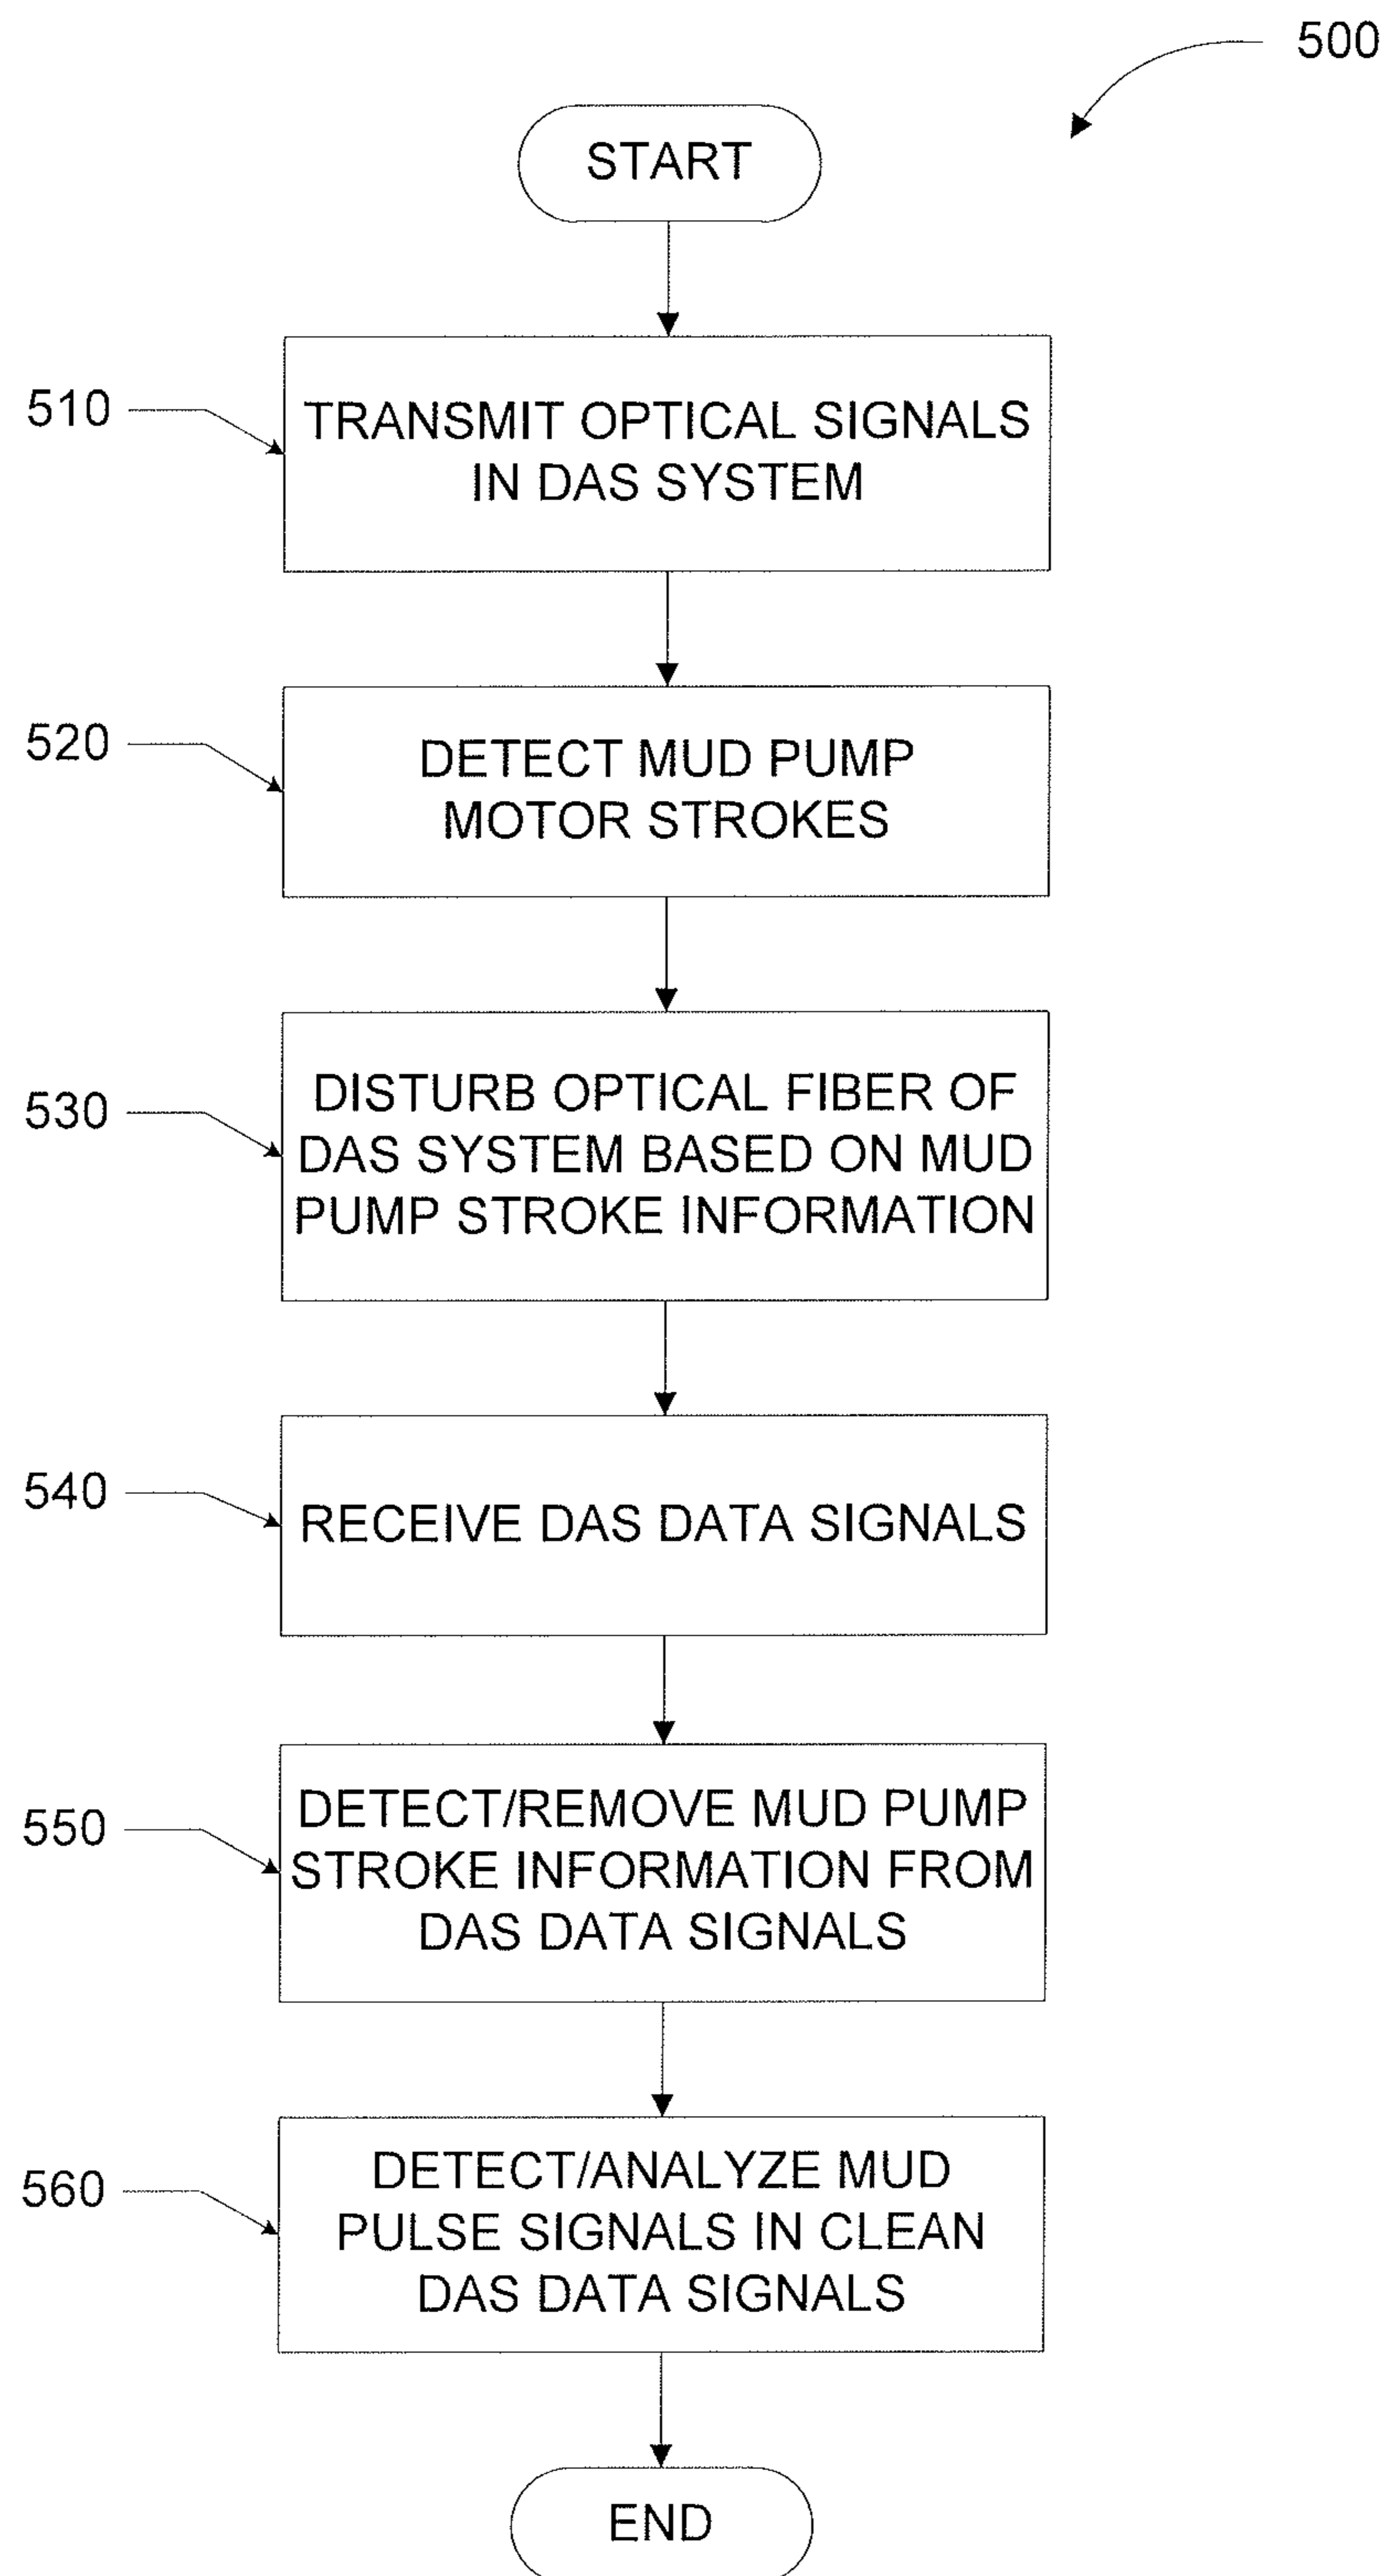 500
START
510
TRANSMIT OPTICAL SIGNALS
IN DAS SYSTEM
520
DETECT MUD PUMP
MOTOR STROKES
530
DISTURB OPTICAL FIBER OF
DAS SYSTEM BASED ON MUD
PUMP STROKE INFORMATION
540
RECEIVE DAS DATA SIGNALS
550
DETECT/REMOVE MUD PUMP
STROKE INFORMATION FROM
DAS DATA SIGNALS
560
DETECT/ANALYZE MUD
PULSE SIGNALS IN CLEAN
DAS DATA SIGNALS
END